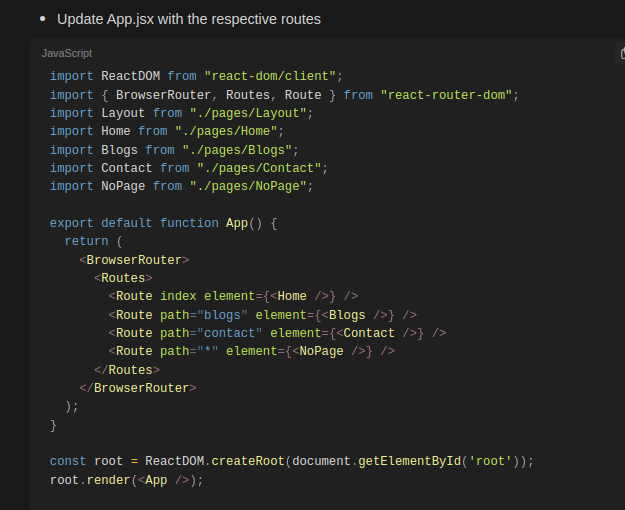 • Update App.jsx with the respective routes
JavaScript
import ReactDOM from "react-dom/client";
import { BrowserRouter, Routes, Route } from "react-router-dom";
import Layout from "./pages/Layout";
import Home from "./pages/Home";
import Blogs from "./pages/Blogs";
import Contact from "./pages/Contact";
import NoPage from "./pages/NoPage";

export default function App() {
  return (
    <BrowserRouter>
      <Routes>
        <Route index element={<Home />} />
        <Route path="blogs" element={<Blogs />} />
        <Route path="contact" element={<Contact />} />
        <Route path="*" element={<NoPage />} />
      </Routes>
    </BrowserRouter>
  );
}

const root = ReactDOM.createRoot(document.getElementById('root'));
root.render(<App />);